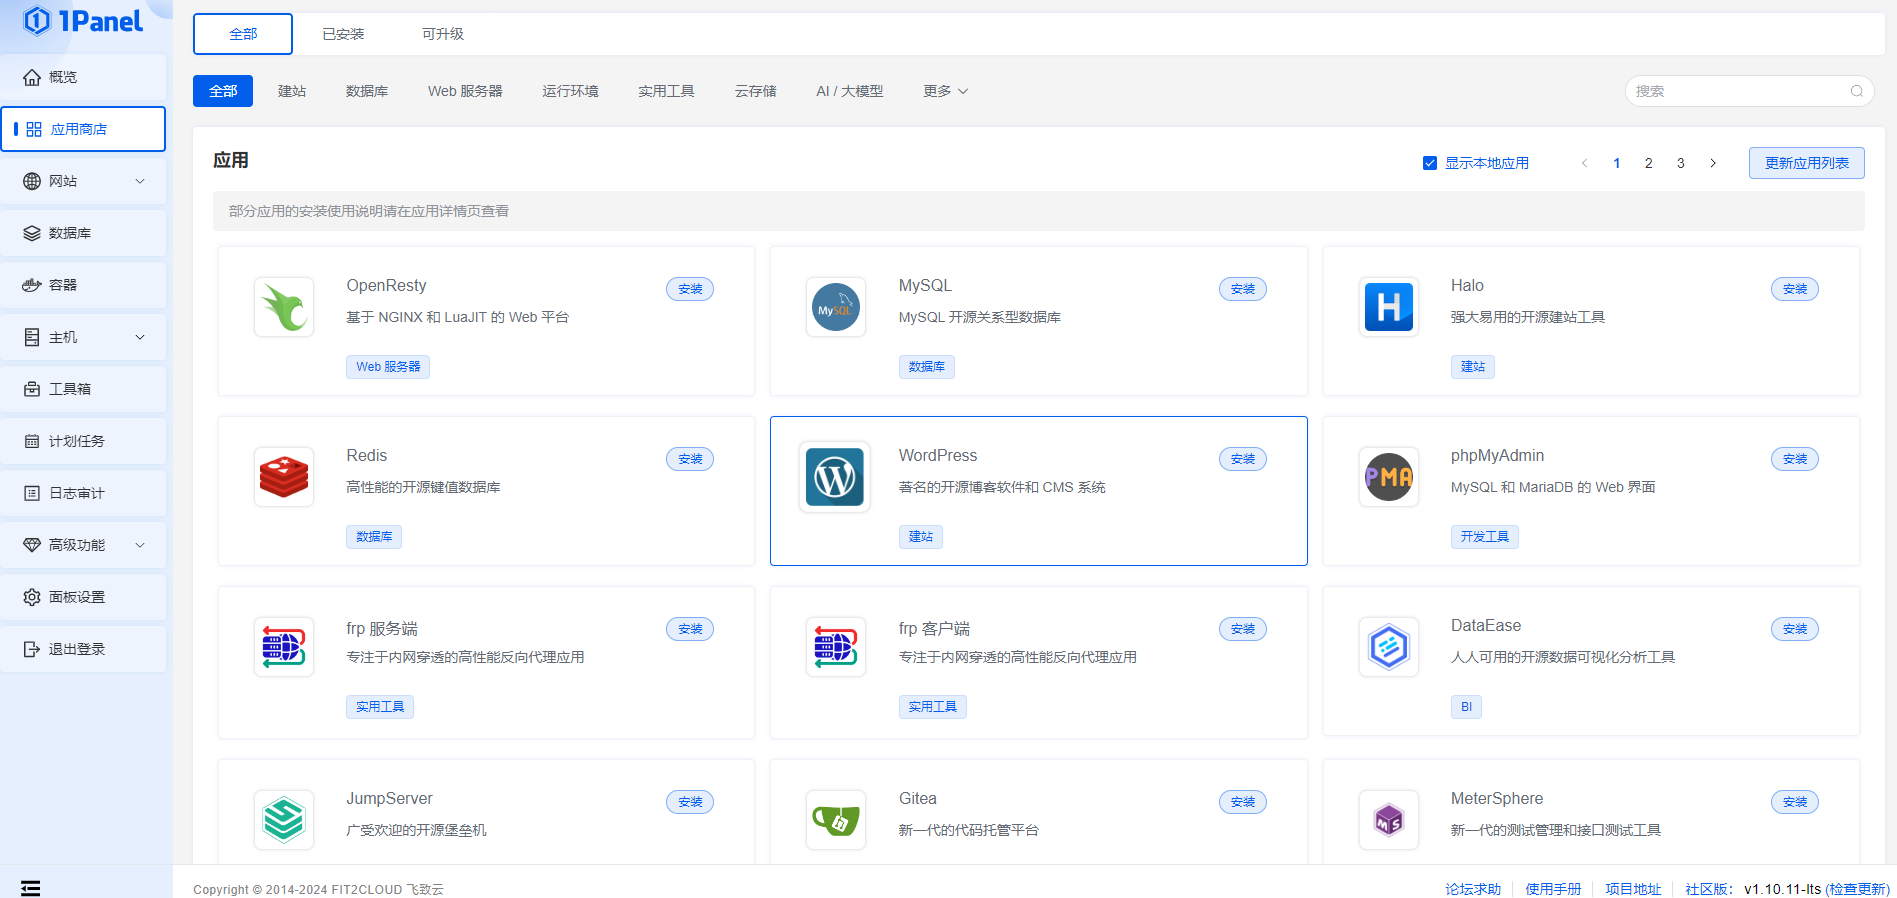 1Panel
概览
应用商店
网站
数据库
容器
主机
工具箱
计划任务
日志审计
高级功能
面板设置
退出登录
全部 已安装 可升级
全部 建站 数据库 Web 服务器 运行环境 实用工具 云存储 AI / 大模型 更多 搜索
应用 显示本地应用 1 2 3 更新应用列表
部分应用的安装使用说明请在应用详情页查看
OpenResty 安装
基于 NGINX 和 LuaJIT 的 Web 平台
Web 服务器
MySQL
MySQL 安装
MySQL 开源关系型数据库
数据库
H
Halo 安装
强大易用的开源建站工具
建站
Redis 安装
高性能的开源键值数据库
数据库
W
WordPress 安装
著名的开源博客软件和 CMS 系统
建站
PMA
phpMyAdmin 安装
MySQL 和 MariaDB 的 Web 界面
开发工具
frp 服务端 安装
专注于内网穿透的高性能反向代理应用
实用工具
frp 客户端 安装
专注于内网穿透的高性能反向代理应用
实用工具
DataEase 安装
人人可用的开源数据可视化分析工具
BI
JumpServer 安装
广受欢迎的开源堡垒机
Gitea 安装
新一代的代码托管平台
MS
MeterSphere 安装
新一代的测试管理和接口测试工具
Copyright © 2014-2024 FIT2CLOUD 飞致云
论坛求助 使用手册 项目地址 社区版： v1.10.11-lts (检查更新)